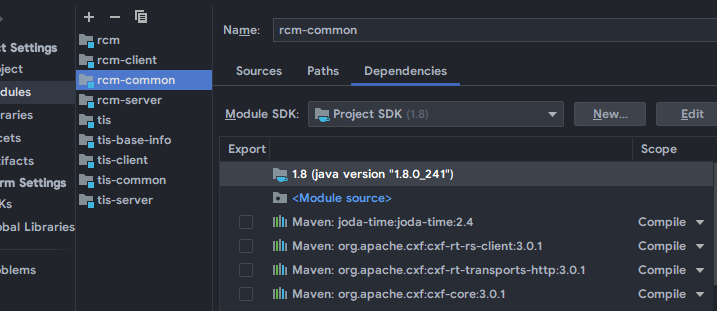 ct Settings
oject
odules
raries
cets
tifacts
orm Settings
Ks
obal Libraries
oblems
rcm
rcm-client
rcm-common
rcm-server
tis
tis-base-info
tis-client
tis-common
tis-server
Name: rcm-common
Sources Paths Dependencies
Module SDK: Project SDK (1.8) New... Edit
Export Scope
1.8 (java version "1.8.0_241")
<Module source>
Maven: joda-time:joda-time:2.4 Compile
Maven: org.apache.cxf:cxf-rt-rs-client:3.0.1 Compile
Maven: org.apache.cxf:cxf-rt-transports-http:3.0.1 Compile
Maven: org.apache.cxf:cxf-core:3.0.1 Compile